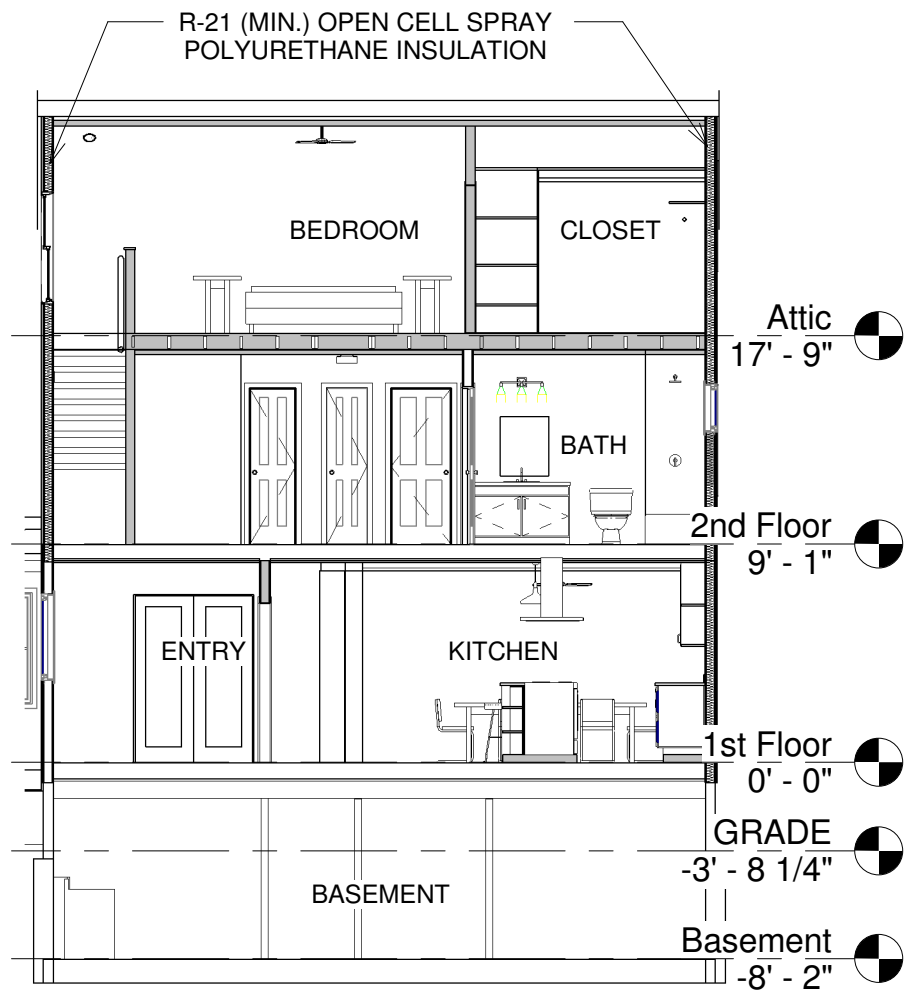 R-21 (MIN.) OPEN CELL SPRAY
POLYURETHANE INSULATION
BEDROOM
CLOSET
Attic
17' - 9"
BATH
2nd Floor
9' - 1"
ENTRY
KITCHEN
1st Floor
0' - 0"
GRADE
-3' - 8 1/4"
BASEMENT
Basement
-8' - 2"